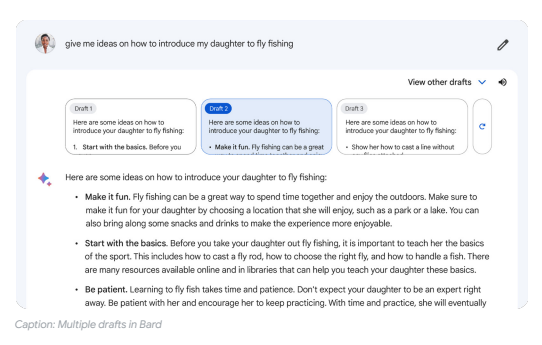 give me ideas on how to introduce my daughter to fly fishing
View other drafts
Draft 1
Here are some ideas on how to
introduce your daughter to fly fishing:
1. Start with the basics. Before you
Draft 2
Here are some ideas on how to
introduce your daughter to fly fishing:
• Make it fun. Fly fishing can be a great
Draft 3
Here are some ideas on how to
introduce your daughter to fly fishing:
• Show her how to cast a line without
Here are some ideas on how to introduce your daughter to fly fishing:
• Make it fun. Fly fishing can be a great way to spend time together and enjoy the outdoors. Make sure to
make it fun for your daughter by choosing a location that she will enjoy, such as a park or a lake. You can
also bring along some snacks and drinks to make the experience more enjoyable.
• Start with the basics. Before you take your daughter out fly fishing, it is important to teach her the basics
of the sport. This includes how to cast a fly rod, how to choose the right fly, and how to handle a fish. There
are many resources available online and in libraries that can help you teach your daughter these basics.
• Be patient. Learning to fly fish takes time and patience. Don't expect your daughter to be an expert right
away. Be patient with her and encourage her to keep practicing. With time and practice, she will eventually
Caption: Multiple drafts in Bard